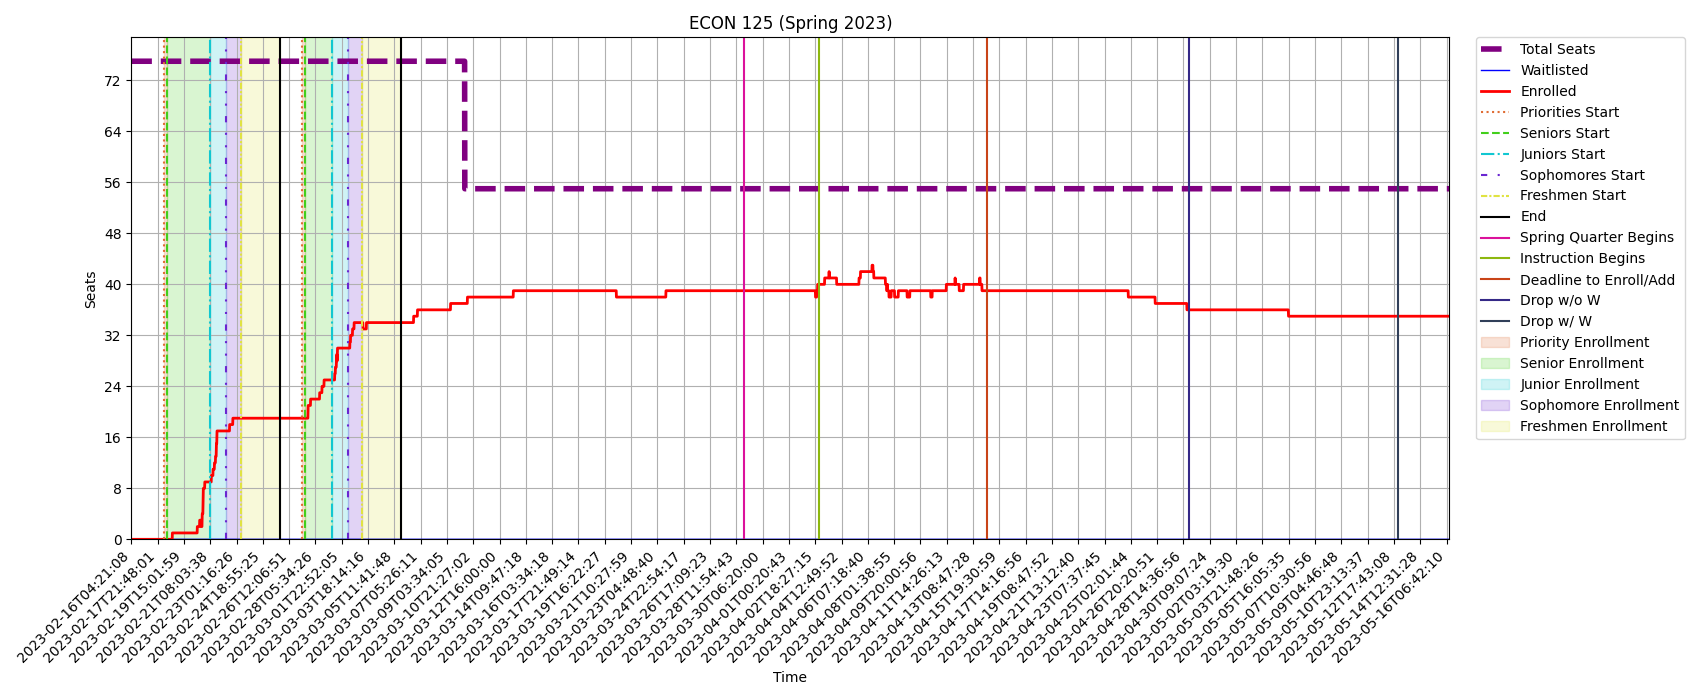 ECON 125 (Spring 2023)
Seats
72
64
56
48
40
32
24
16
8
0
2023-02-16T04:21:08
2023-02-17T21:48:01
2023-02-19T15:01:59
2023-02-21T08:03:38
2023-02-23T01:16:26
2023-02-24T18:55:25
2023-02-26T12:06:51
2023-02-28T05:34:26
2023-03-01T22:52:05
2023-03-03T18:14:16
2023-03-05T11:41:48
2023-03-07T05:26:11
2023-03-09T03:34:05
2023-03-10T21:27:02
2023-03-12T16:00:00
2023-03-14T09:47:18
2023-03-16T03:34:18
2023-03-17T21:49:14
2023-03-19T16:22:27
2023-03-21T10:27:59
2023-03-23T04:48:40
2023-03-24T22:54:17
2023-03-26T17:09:23
2023-03-28T11:54:43
2023-03-30T06:20:00
2023-04-01T00:20:43
2023-04-02T18:27:15
2023-04-04T12:49:52
2023-04-06T07:18:40
2023-04-08T01:38:55
2023-04-09T20:00:56
2023-04-11T14:26:13
2023-04-13T08:47:28
2023-04-15T19:30:59
2023-04-17T14:16:56
2023-04-19T08:47:52
2023-04-21T13:12:40
2023-04-23T07:37:45
2023-04-25T02:01:44
2023-04-26T20:20:51
2023-04-28T14:36:56
2023-04-30T09:07:24
2023-05-02T03:19:30
2023-05-03T21:48:26
2023-05-05T16:05:35
2023-05-07T10:30:56
2023-05-09T04:46:48
2023-05-10T23:13:37
2023-05-12T17:43:08
2023-05-14T12:31:28
2023-05-16T06:42:10
Time
Total Seats
Waitlisted
Enrolled
Priorities Start
Seniors Start
Juniors Start
Sophomores Start
Freshmen Start
End
Spring Quarter Begins
Instruction Begins
Deadline to Enroll/Add
Drop w/o W
Drop w/ W
Priority Enrollment
Senior Enrollment
Junior Enrollment
Sophomore Enrollment
Freshmen Enrollment